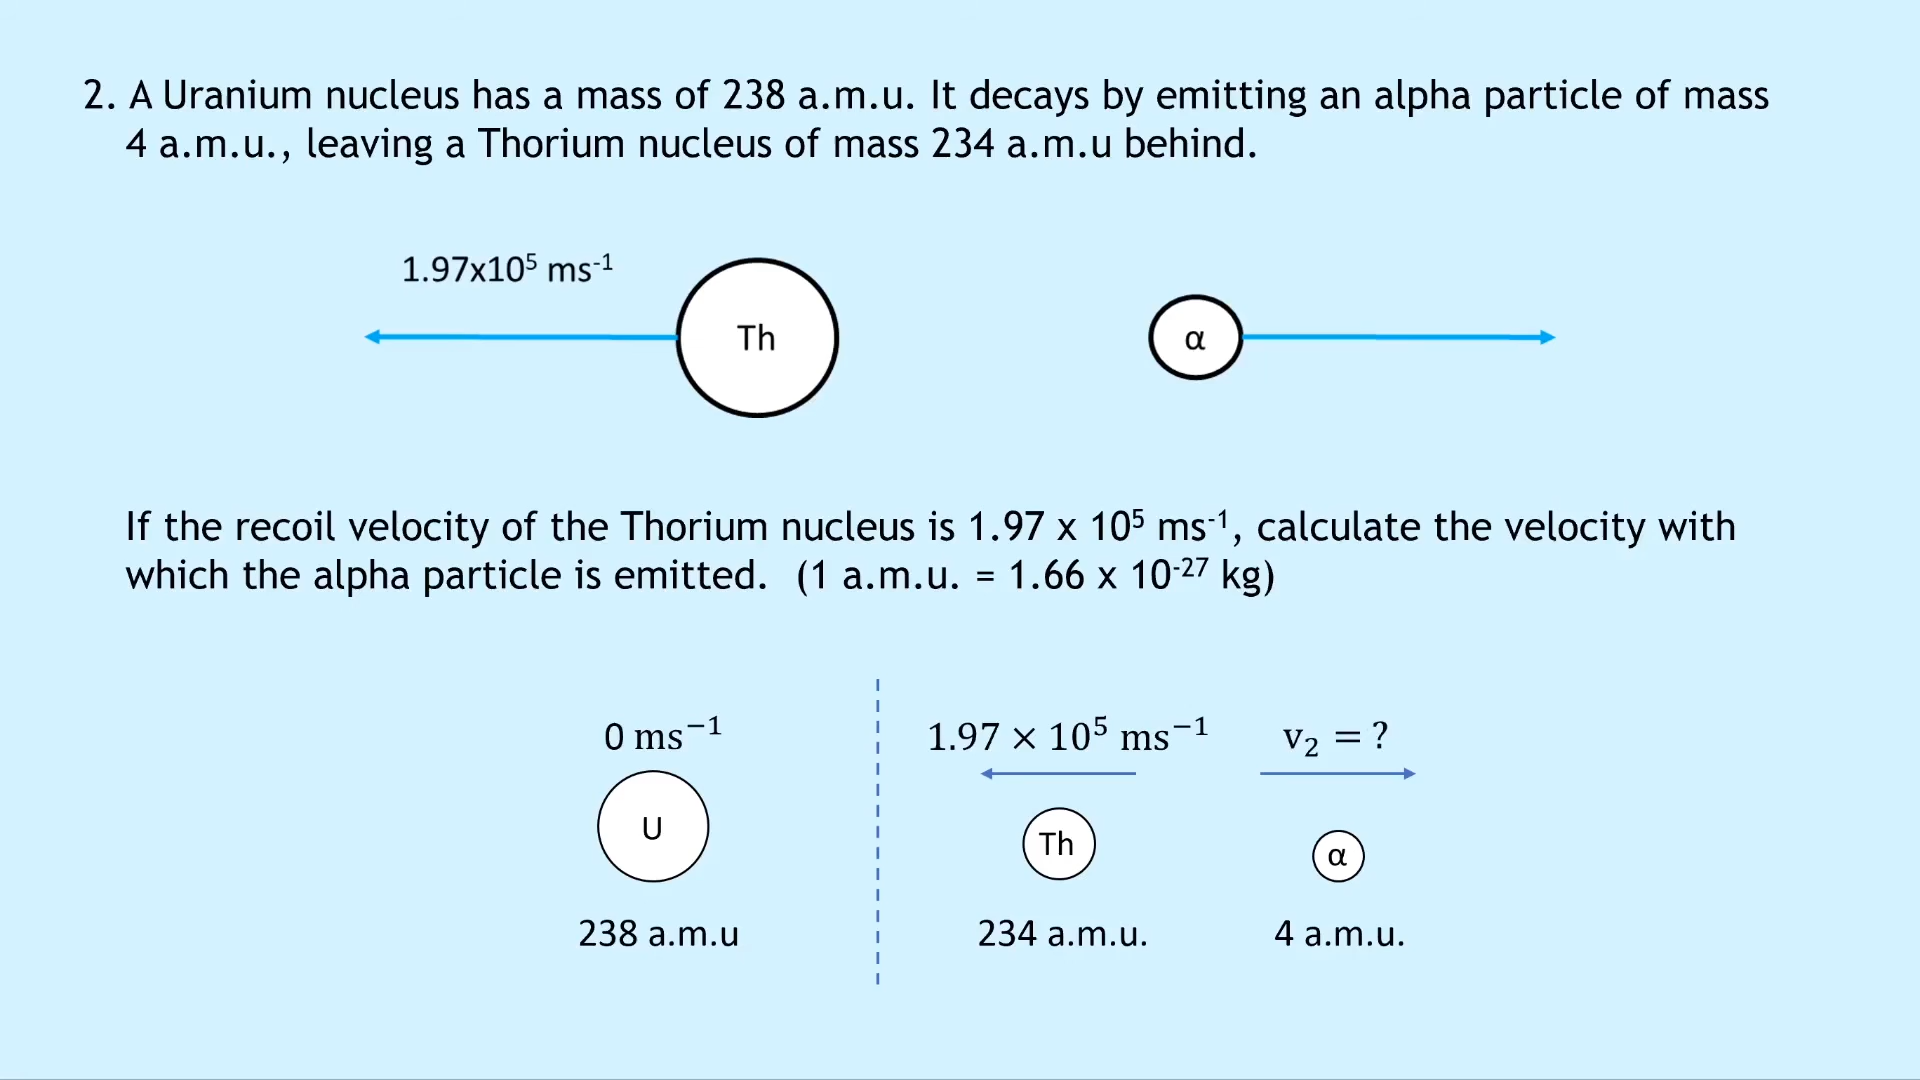 2. A Uranium nucleus has a mass of 238 a.m.u. It decays by emitting an alpha particle of mass
4 a.m.u., leaving a Thorium nucleus of mass 234 a.m.u behind.
1.97x10⁵ ms⁻¹
Th
α
If the recoil velocity of the Thorium nucleus is 1.97 x 10⁵ ms⁻¹, calculate the velocity with
which the alpha particle is emitted. (1 a.m.u. = 1.66 x 10⁻²⁷ kg)
0 ms⁻¹
1.97 × 10⁵ ms⁻¹
v₂ = ?
U
Th
α
238 a.m.u
234 a.m.u.
4 a.m.u.